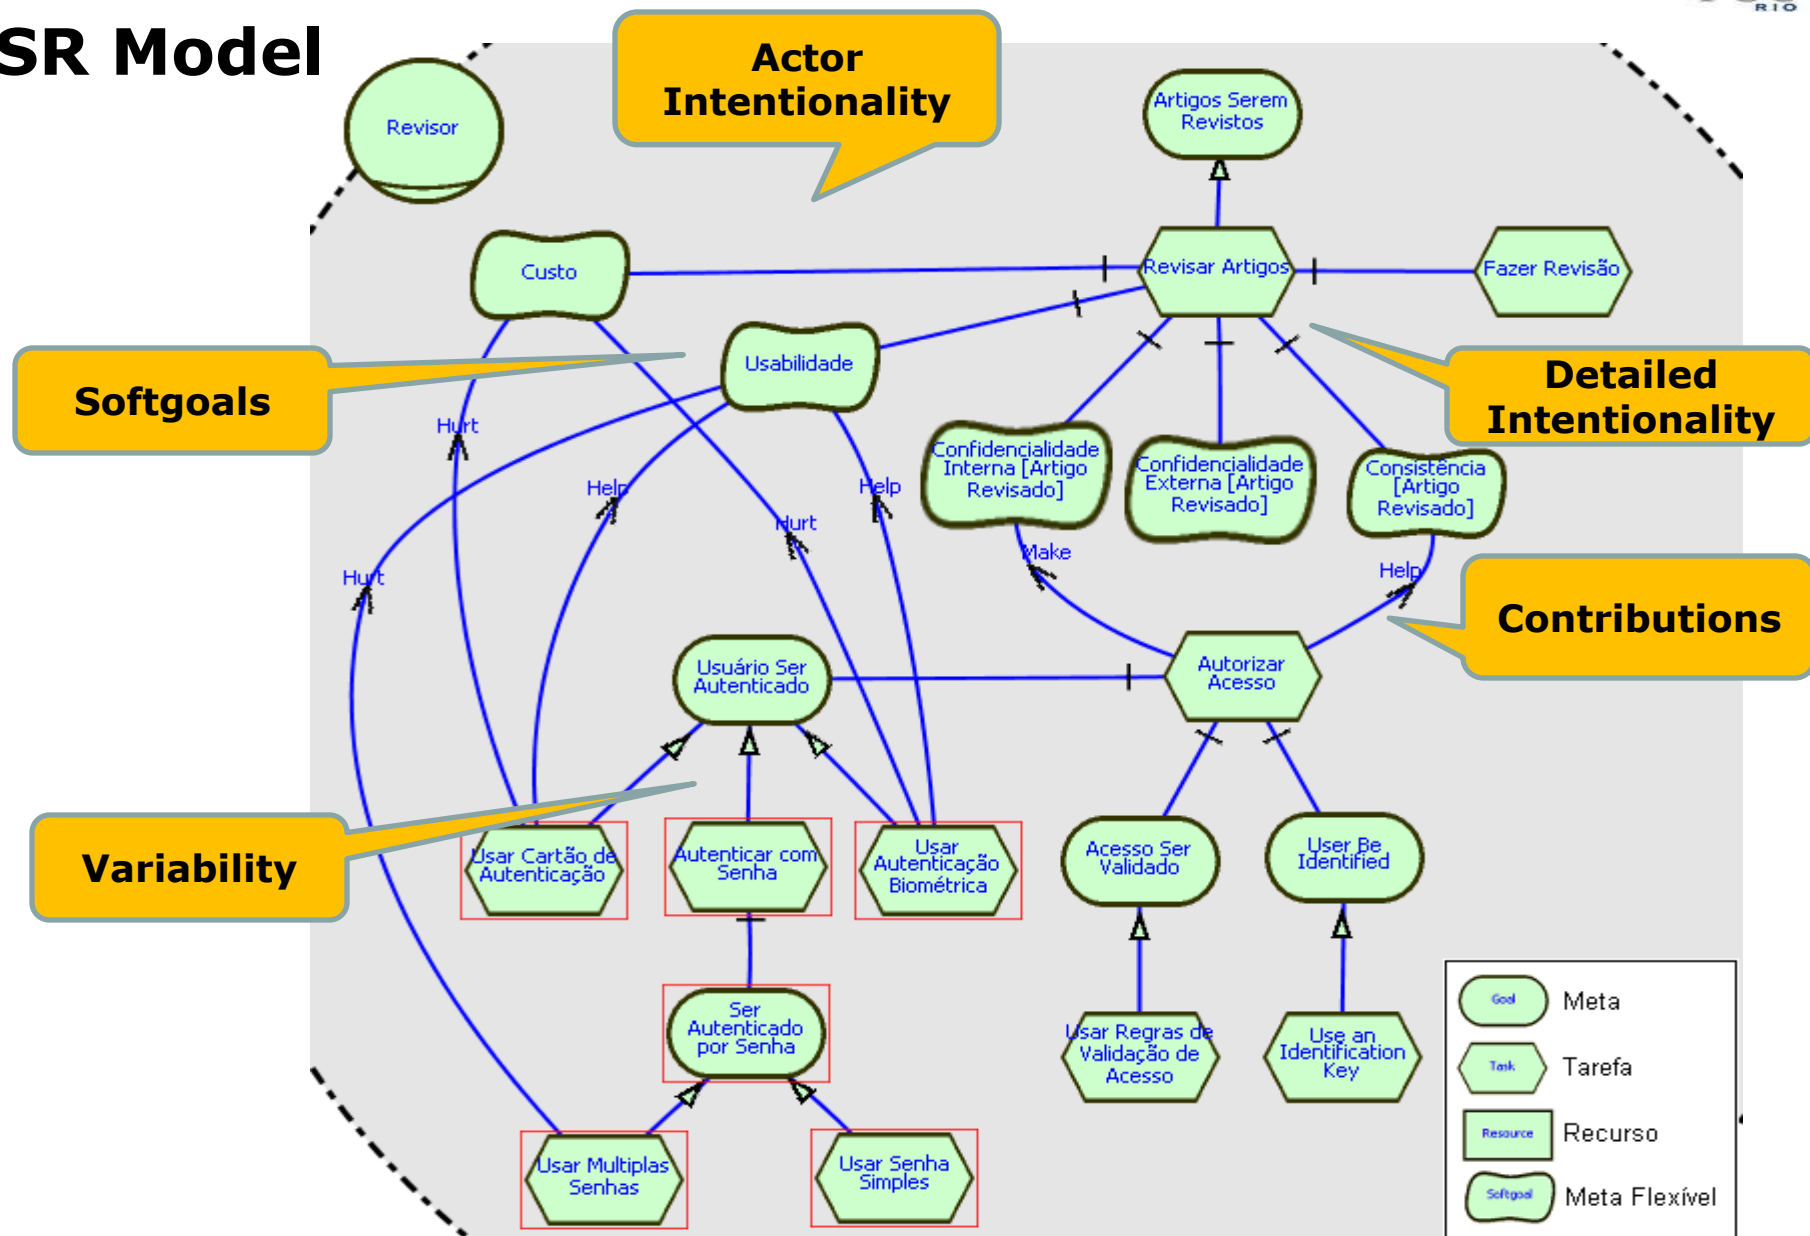 SR Model
RIO
Actor
Intentionality
Revisor
Artigos Serem
Revistos
Custo
Revisar Artigos
Fazer Revisão
Usabilidade
Softgoals
Detailed
Intentionality
Hurt
Confidencialidade
Interna [Artigo
Revisado]
Confidencialidade
Externa [Artigo
Revisado]
Consistência
[Artigo
Revisado]
Help
Help
Hurt
Make
Hurt
Help
Contributions
Usuário Ser
Autenticado
Autorizar
Acesso
Variability
Usar Cartão de
Autenticação
Autenticar com
Senha
Usar
Autenticação
Biométrica
Acesso Ser
Validado
User Be
Identified
Ser
Autenticado
por Senha
Usar Regras de
Validação de
Acesso
Use an
Identification
Key
Usar Multiplas
Senhas
Usar Senha
Simples
Goal
Meta
Task
Tarefa
Resource
Recurso
Softgoal
Meta Flexível